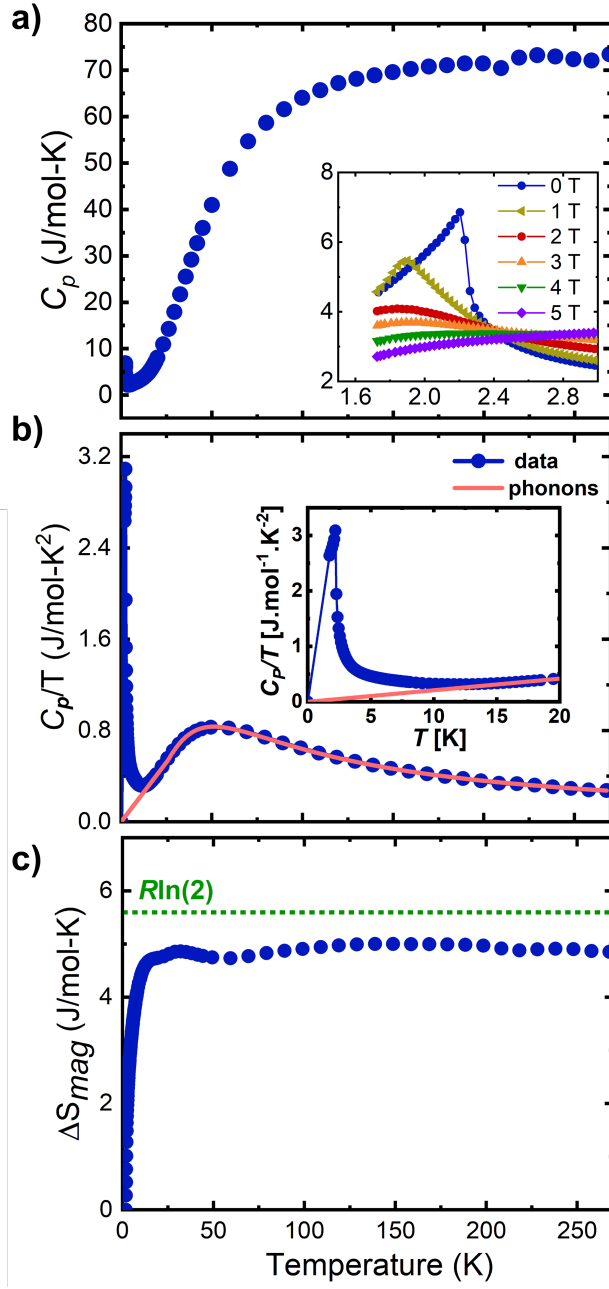 a)
80
70
60
50
40
30
20
10
0
Cp (J/mol-K)
8
6
4
2
1.6 2.0 2.4 2.8
0 T
1 T
2 T
3 T
4 T
5 T
b)
3.2
2.4
1.6
0.8
0.0
Cp/T (J/mol-K²)
data
phonons
3
2
1
0
CP/T [J.mol⁻¹.K⁻²]
0 5 10 15 20
T [K]
c)
6
4
2
0
ΔSmag (J/mol-K)
Rln(2)
0 50 100 150 200 250
Temperature (K)